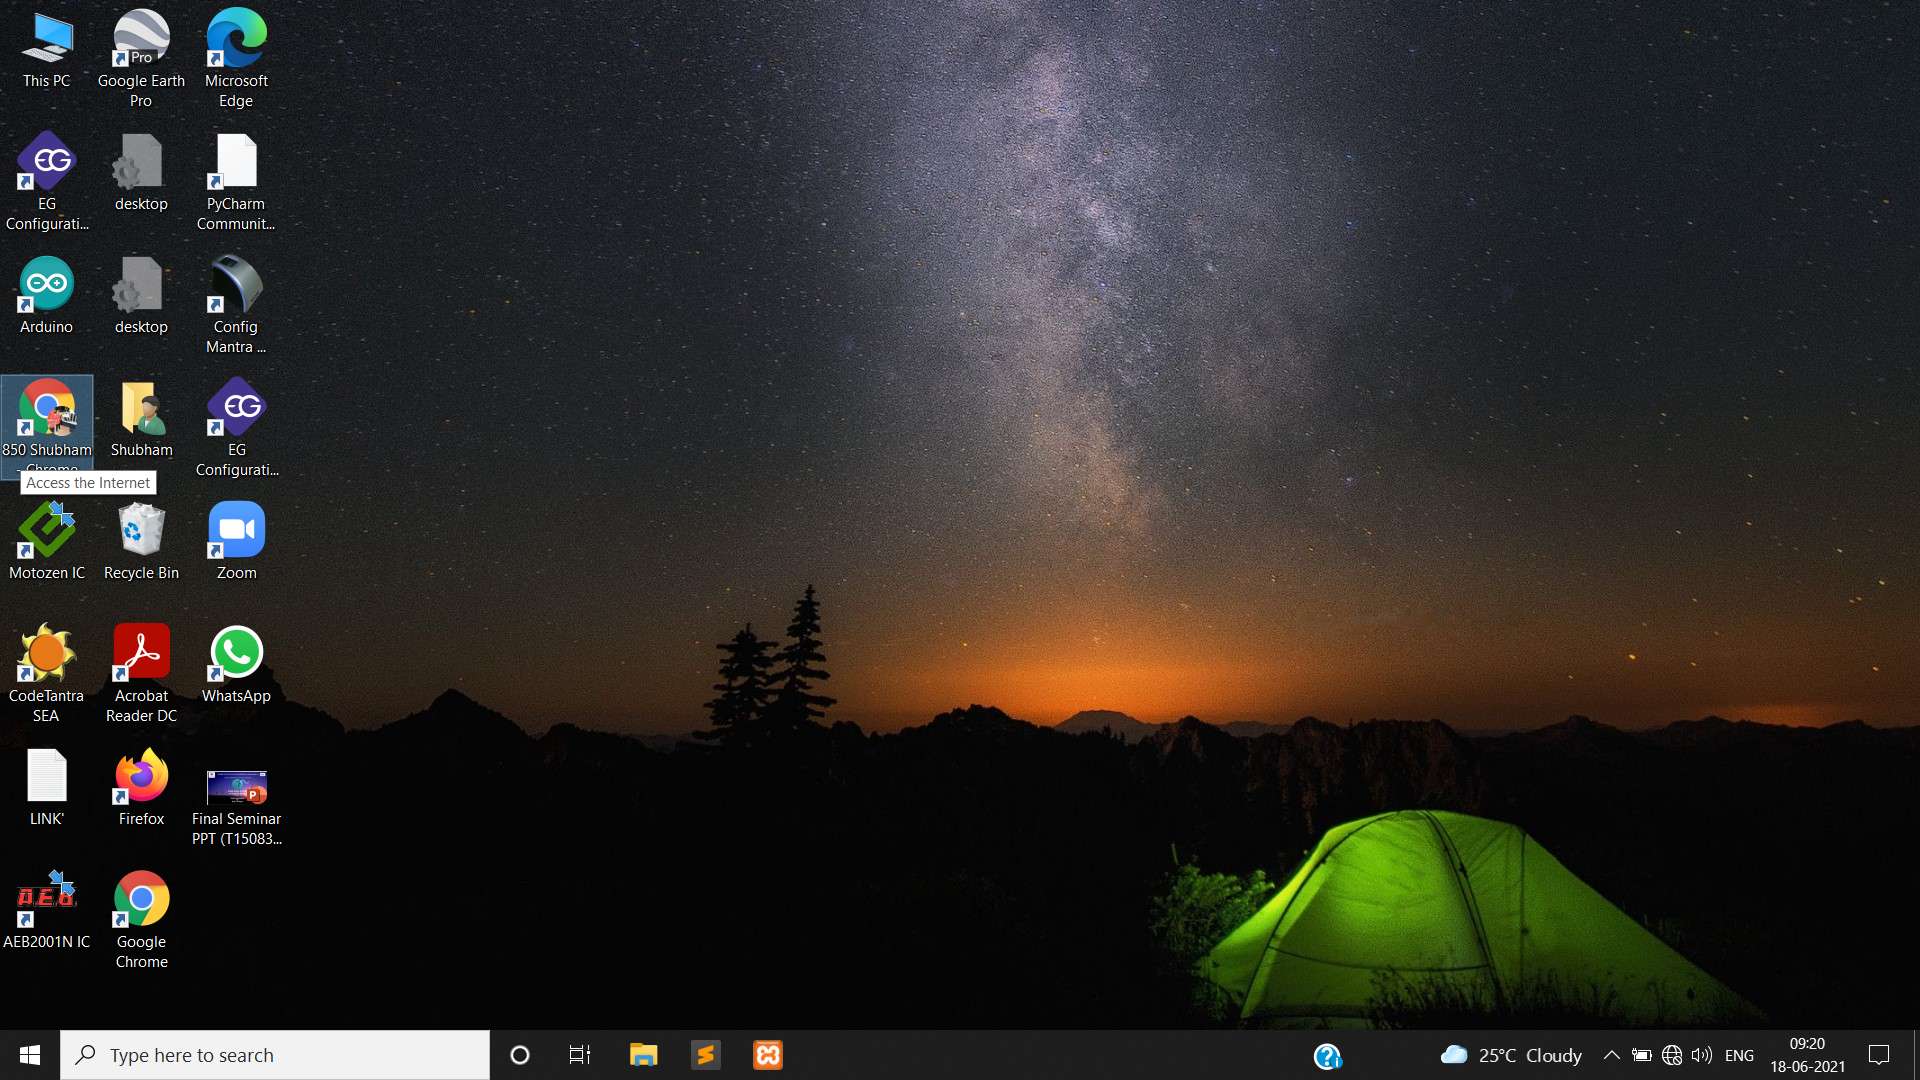 This PC
Pro
Google Earth
Pro
Microsoft
Edge
EG
EG
Configurati...
desktop
PyCharm
Communit...
Arduino
desktop
Config
Mantra ...
850 Shubham
- Chrome
Access the Internet
Shubham
EG
EG
Configurati...
Motozen IC
Recycle Bin
Zoom
CodeTantra
SEA
Acrobat
Reader DC
WhatsApp
LINK'
Firefox
P
Final Seminar
PPT (T15083...
A.E.B.
AEB2001N IC
Google
Chrome
Type here to search
25°C Cloudy
ENG
09:20
18-06-2021